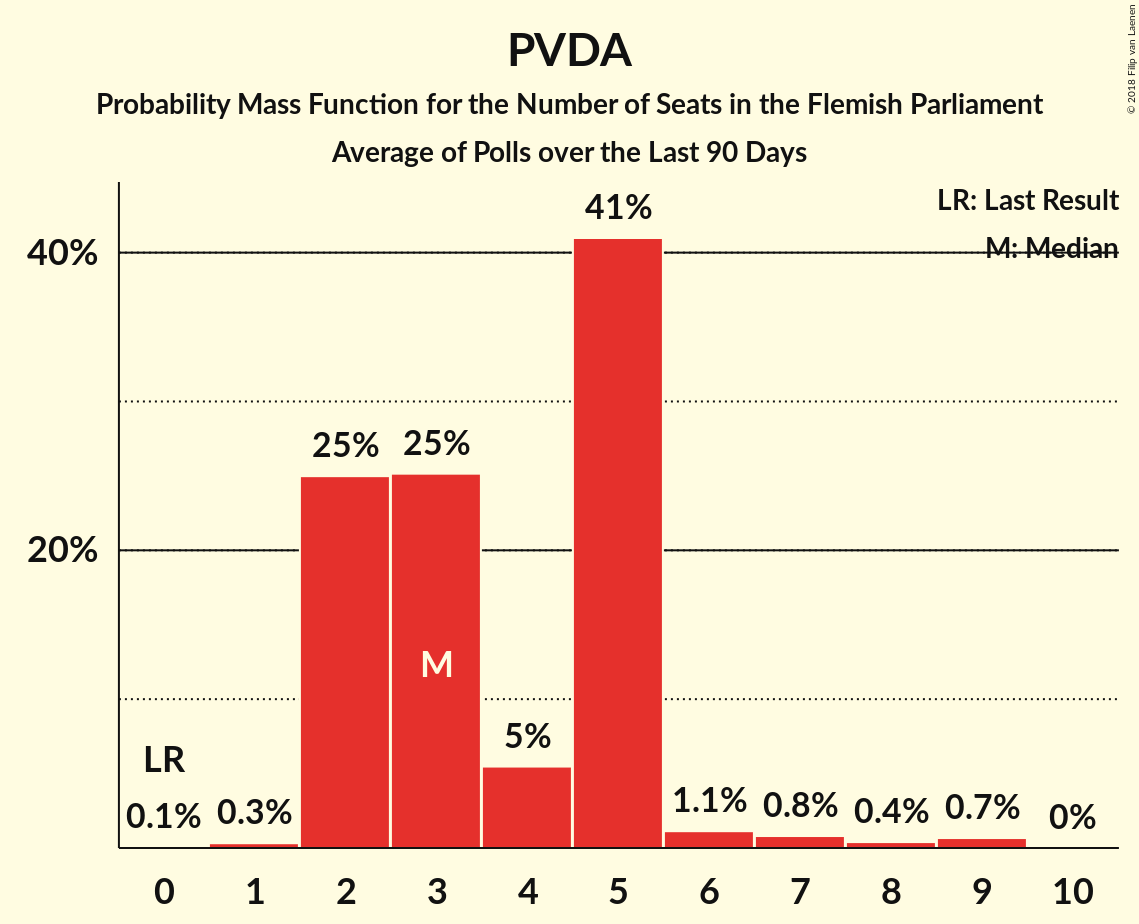 PVDA
Probability Mass Function for the Number of Seats in the Flemish Parliament
Average of Polls over the Last 90 Days
© 2018 Filip van Laenen
LR: Last Result
M: Median
40%
20%
41%
25%
25%
M
5%
LR
0.1%
0.3%
1.1%
0.8%
0.4%
0.7%
0%
0 1 2 3 4 5 6 7 8 9 10